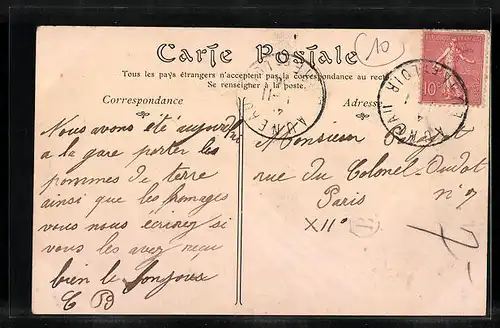 (10)
Carte Postale
Tous les pays étrangers n'acceptent pas la correspondance au recto
Se renseigner à la poste.
Correspondance
Adresse
10
Nous avons été aujourd'hui
a la gare porter les
pommes de terre
ainsi que les fromages
vous nous écrirez si
vous les avez reçu
bien le bonjour
Monsieur
rue du Colonel-Oudot
Paris n° 7
XII°